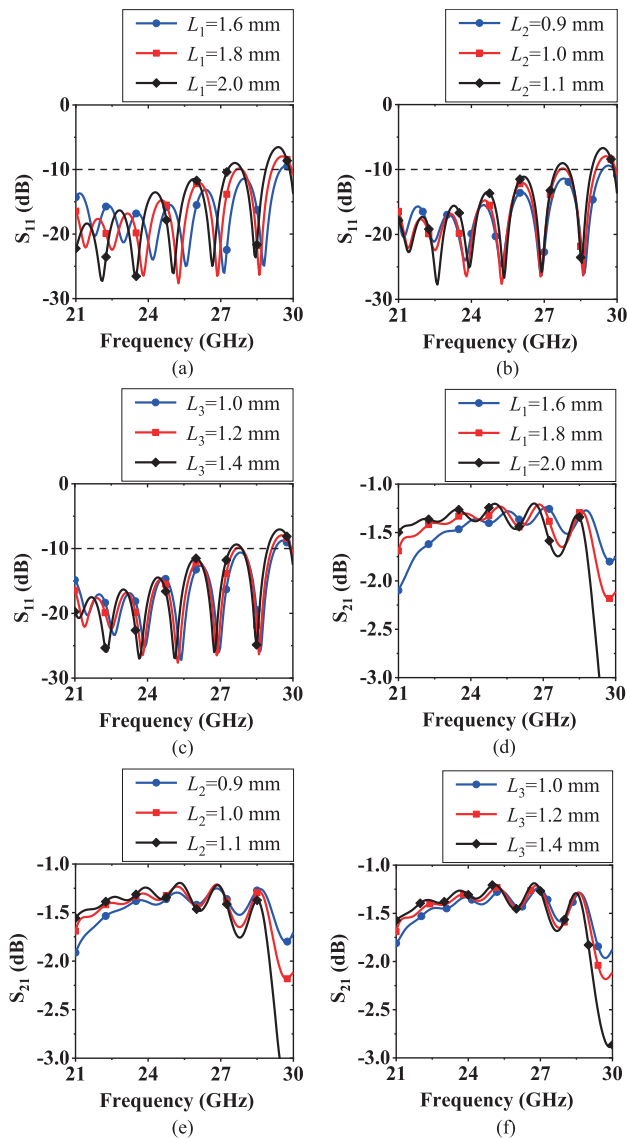 L1=1.6 mm
L1=1.8 mm
L1=2.0 mm
0
-10
-20
-30
S11 (dB)
21 24 27 30
Frequency (GHz)
(a)
L2=0.9 mm
L2=1.0 mm
L2=1.1 mm
0
-10
-20
-30
S11 (dB)
21 24 27 30
Frequency (GHz)
(b)
L3=1.0 mm
L3=1.2 mm
L3=1.4 mm
0
-10
-20
-30
S11 (dB)
21 24 27 30
Frequency (GHz)
(c)
L1=1.6 mm
L1=1.8 mm
L1=2.0 mm
-1.0
-1.5
-2.0
-2.5
-3.0
S21 (dB)
21 24 27 30
Frequency (GHz)
(d)
L2=0.9 mm
L2=1.0 mm
L2=1.1 mm
-1.0
-1.5
-2.0
-2.5
-3.0
S21 (dB)
21 24 27 30
Frequency (GHz)
(e)
L3=1.0 mm
L3=1.2 mm
L3=1.4 mm
-1.0
-1.5
-2.0
-2.5
-3.0
S21 (dB)
21 24 27 30
Frequency (GHz)
(f)